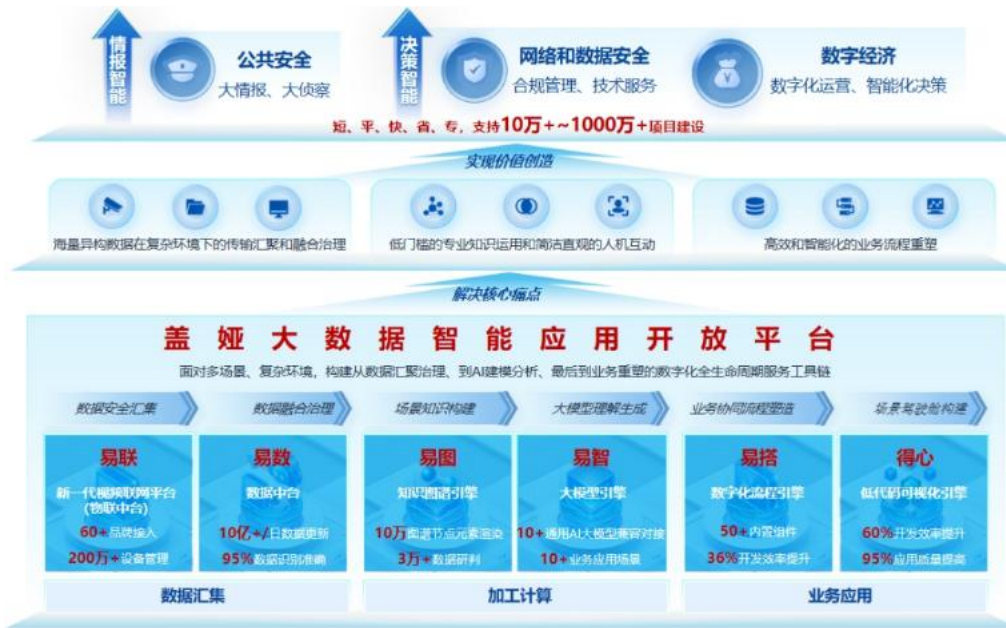 情报智能
公共安全
大情报、大侦察
决策智能
网络和数据安全
合规管理、技术服务
数字经济
数字化运营、智能化决策
短、平、快、省、专，支持10万+~1000万+项目建设
实现价值创造
海量异构数据在复杂环境下的传输汇聚和融合治理
低门槛的专业知识运用和简洁直观的人机互动
高效和智能化的业务流程重塑
解决核心痛点
盖娅大数据智能应用开放平台
面对多场景、复杂环境，构建从数据汇聚治理、到AI建模分析、最后到业务重塑的数字化全生命周期服务工具链
数据安全汇集
数据融合治理
场景知识构建
大模型理解生成
业务协同流程塑造
场景驾驶舱构建
易联
新一代视频联网平台
(物联中台)
60+品牌接入
200万+设备管理
易数
数据中台
10亿+/日数据更新
95%数据识别准确
易图
知识图谱引擎
10万面谱节点元素渲染
3万+数据研判
易智
大模型引擎
10+通用AI大模型兼容对接
10+业务应用场景
易搭
数字化流程引擎
50+内置组件
36%开发效率提升
得心
低代码可视化引擎
60%开发效率提升
95%应用质量提高
数据汇集
加工计算
业务应用